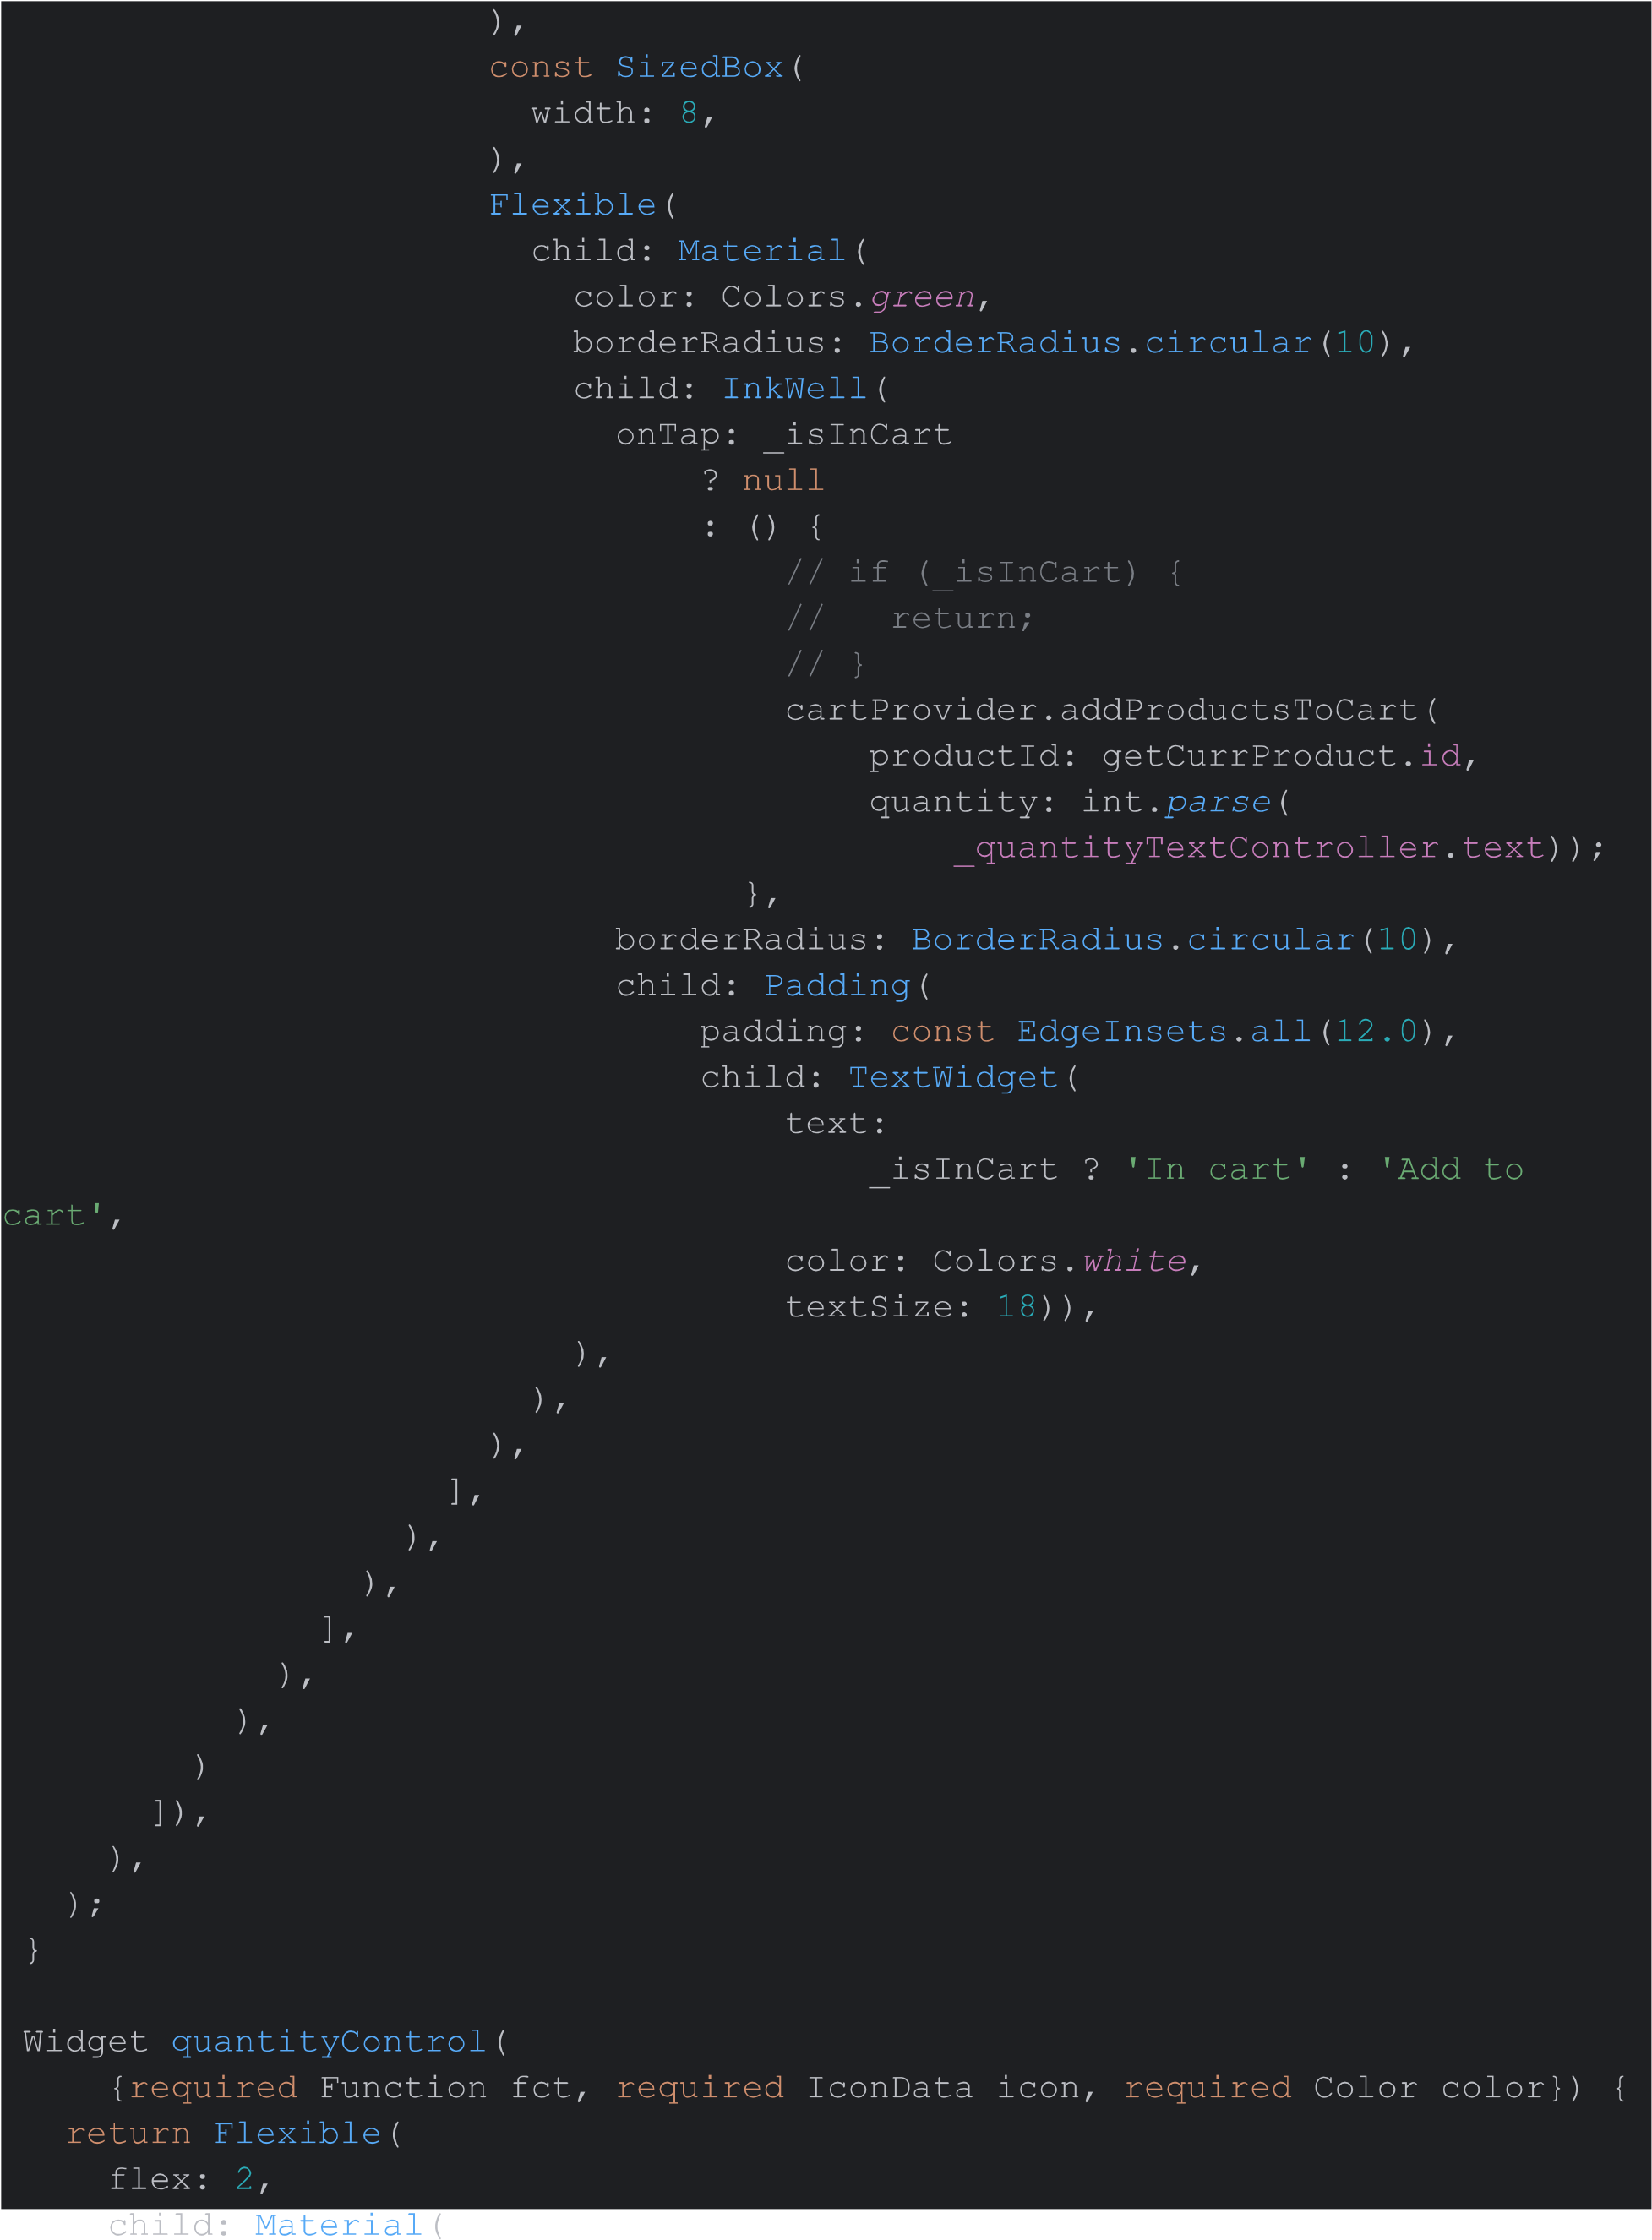 ),
                       const SizedBox(
                         width: 8,
                       ),
                       Flexible(
                         child: Material(
                           color: Colors.green,
                           borderRadius: BorderRadius.circular(10),
                           child: InkWell(
                             onTap: _isInCart
                                 ? null
                                 : () {
                                     // if (_isInCart) {
                                     //   return;
                                     // }
                                     cartProvider.addProductsToCart(
                                         productId: getCurrProduct.id,
                                         quantity: int.parse(
                                             _quantityTextController.text));
                                   },
                             borderRadius: BorderRadius.circular(10),
                             child: Padding(
                                 padding: const EdgeInsets.all(12.0),
                                 child: TextWidget(
                                     text:
                                         _isInCart ? 'In cart' : 'Add to
cart',
                                     color: Colors.white,
                                     textSize: 18)),
                           ),
                         ),
                       ),
                     ],
                   ),
                 ),
               ],
             ),
           ),
         )
       ]),
     ),
   );
 }

 Widget quantityControl(
     {required Function fct, required IconData icon, required Color color}) {
   return Flexible(
     flex: 2,
     child: Material(